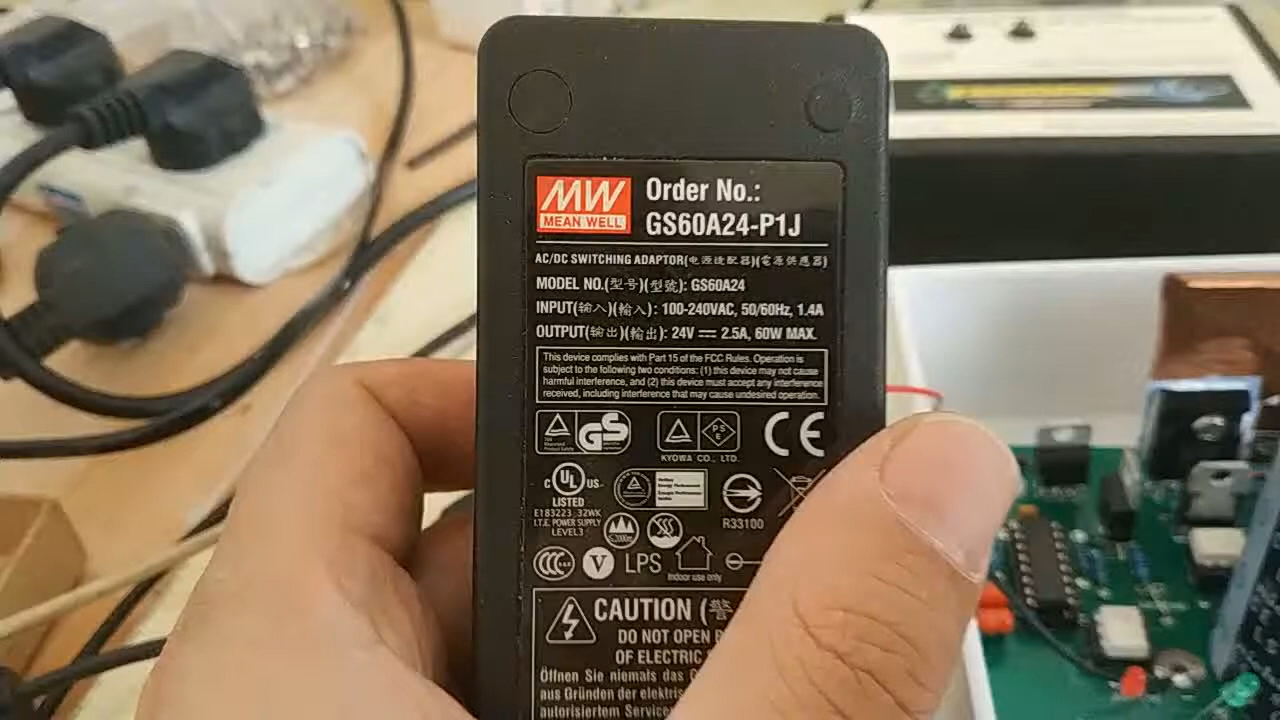 MW
MEAN WELL
Order No.:
GS60A24-P1J
AC/DC SWITCHING ADAPTOR(电源适配器)(電源供應器)
MODEL NO.(型号)(型號): GS60A24
INPUT(输入)(輸入): 100-240VAC, 50/60Hz, 1.4A
OUTPUT(输出)(輸出): 24V ⎓ 2.5A, 60W MAX.
This device complies with Part 15 of the FCC Rules. Operation is
subject to the following two conditions: (1) this device may not cause
harmful interference, and (2) this device must accept any interference
received, including interference that may cause undesired operation.
GS
PSE
CE
KYOWA CO., LTD.
C UL US
LISTED
E183223 32WK
I.T.E. POWER SUPPLY
LEVEL3
R33100
≤2000m
CCC
V
LPS
Indoor use only
CAUTION (警
DO NOT OPEN
OF ELECTRIC
Öffnen Sie niemals das
aus Gründen der elektris
autorisiertem Service